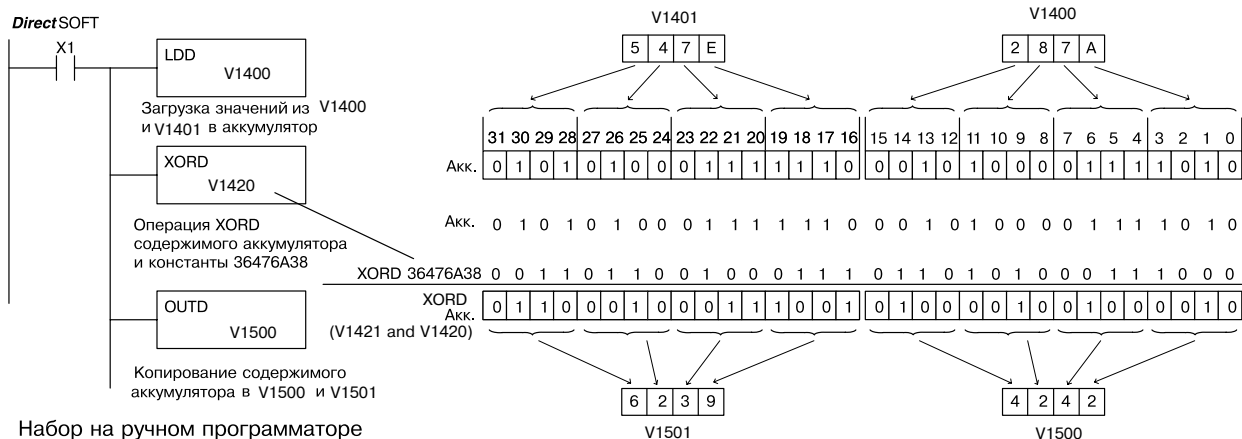 DirectSOFT
X1
LDD
V1400
Загрузка значений из V1400
и V1401 в аккумулятор
XORD
V1420
Операция XORD
содержимого аккумулятора
и константы 36476A38
OUTD
V1500
Копирование содержимого
аккумулятора в V1500 и V1501
Набор на ручном программаторе
V1401 V1400
5 4 7 E 2 8 7 A
31 30 29 28 27 26 25 24 23 22 21 20 19 18 17 16 15 14 13 12 11 10 9 8 7 6 5 4 3 2 1 0
Акк. 0 1 0 1 0 1 0 0 0 1 1 1 1 1 1 0 0 0 1 0 1 0 0 0 0 1 1 1 1 0 1 0
Акк. 0 1 0 1 0 1 0 0 0 1 1 1 1 1 1 0 0 0 1 0 1 0 0 0 0 1 1 1 1 0 1 0
XORD 36476A38 0 0 1 1 0 1 1 0 0 1 0 0 0 1 1 1 0 1 1 0 1 0 1 0 0 0 1 1 1 0 0 0
XORD
Акк. 0 1 1 0 0 0 1 0 0 0 1 1 1 0 0 1 0 1 0 0 0 0 1 0 0 1 0 0 0 0 1 0
(V1421 and V1420)
6 2 3 9 4 2 4 2
V1501 V1500